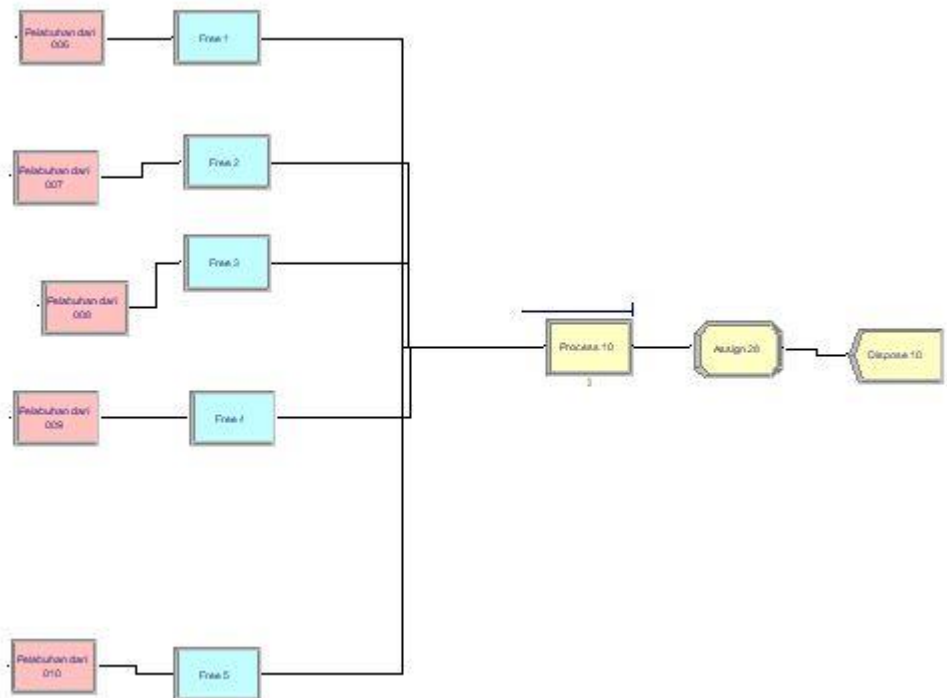 Pelabuhan dari
006
Free 1
Pelabuhan dari
007
Free 2
Pelabuhan dari
008
Free 3
Pelabuhan dari
009
Free 4
Pelabuhan dari
010
Free 5
Process 10
Assign 28
Dispose 10